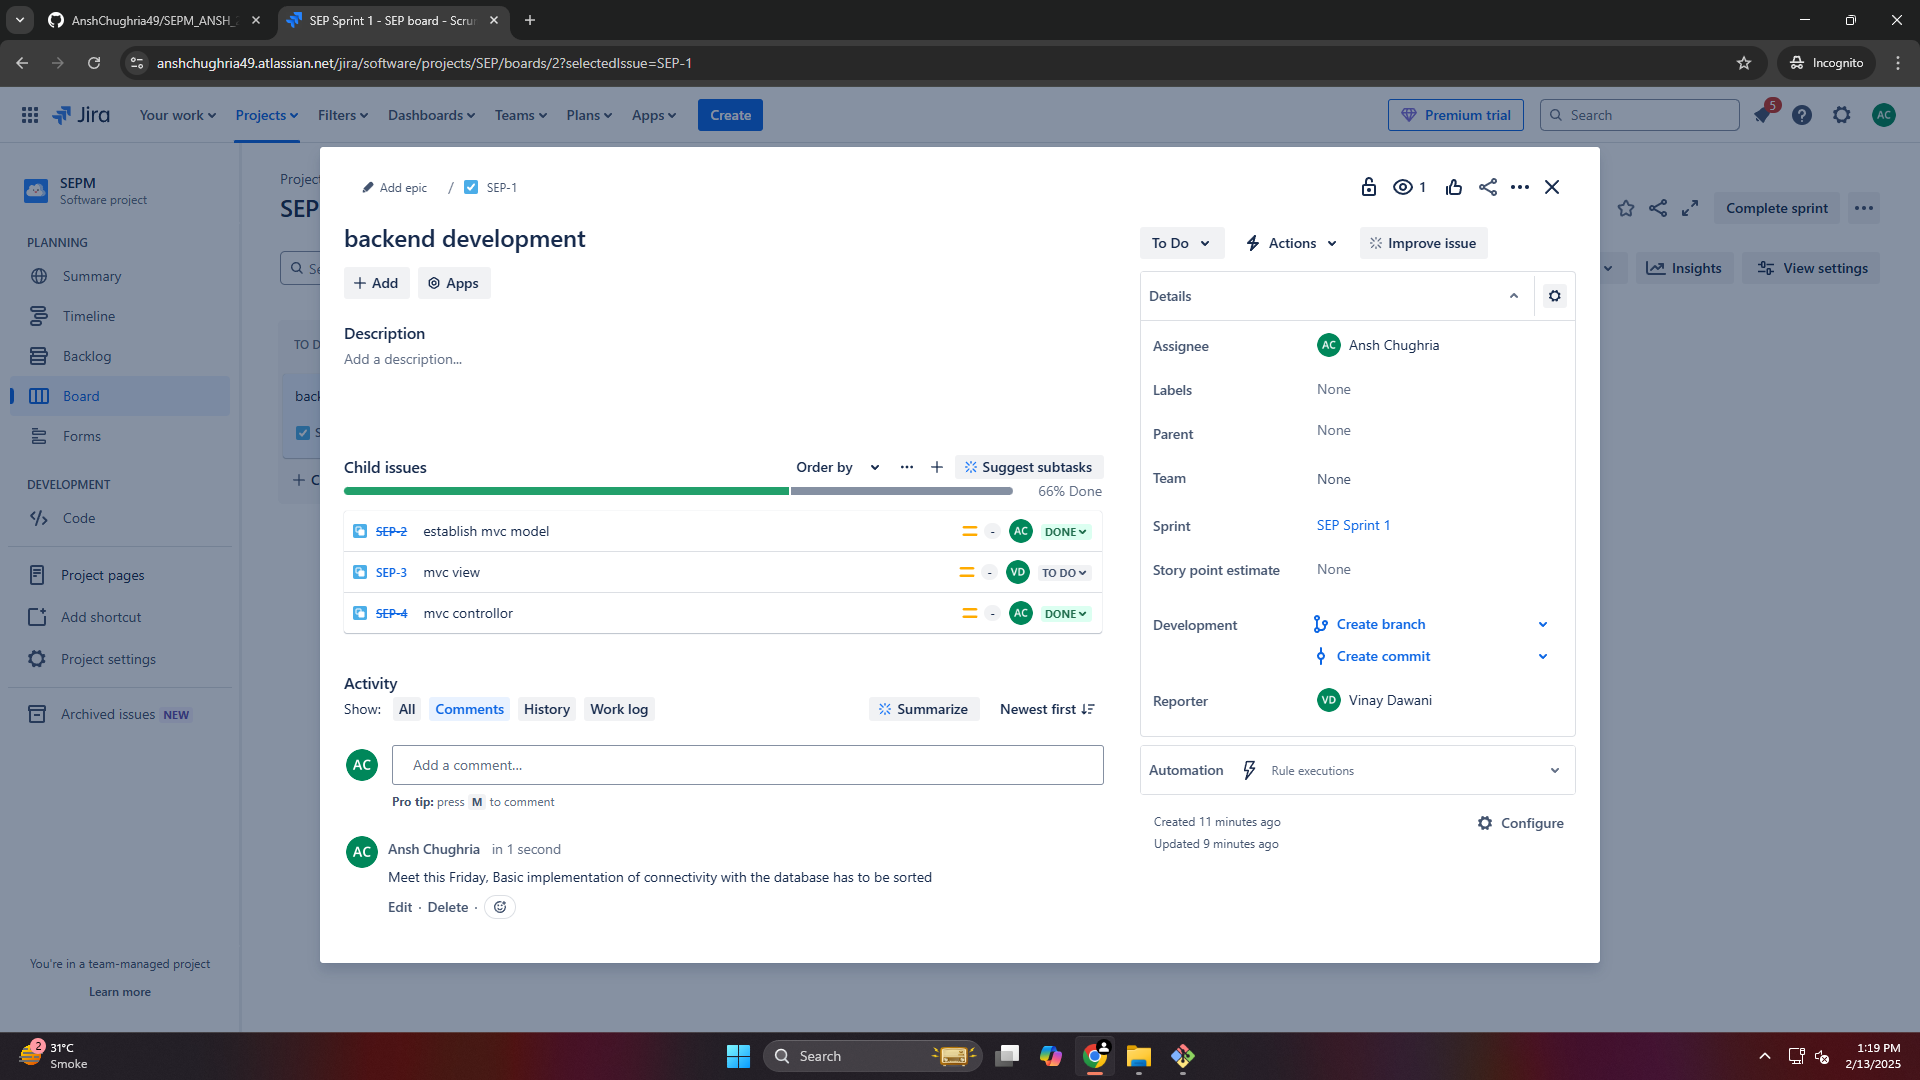 AnshChughria49/SEPM_ANSH_
SEP Sprint 1 - SEP board - Scru
anshchughria49.atlassian.net/jira/software/projects/SEP/boards/2?selectedIssue=SEP-1
Incognito
Jira
Your work
Projects
Filters
Dashboards
Teams
Plans
Apps
Create
Premium trial
Search
5
AC
SEPM
Software project
PLANNING
Summary
Timeline
Backlog
Board
Forms
DEVELOPMENT
Code
Project pages
Add shortcut
Project settings
Archived issues NEW
You're in a team-managed project
Learn more
Projec
SEP
Se
TO D
back
S
+ C
Complete sprint
Insights
View settings
Add epic / SEP-1
1
backend development
+ Add
Apps
Description
Add a description...
Child issues
Order by
Suggest subtasks
66% Done
SEP-2 establish mvc model - AC DONE
SEP-3 mvc view - VD TO DO
SEP-4 mvc controllor - AC DONE
Activity
Show: All Comments History Work log
Summarize
Newest first
AC
Add a comment...
Pro tip: press M to comment
AC
Ansh Chughria in 1 second
Meet this Friday, Basic implementation of connectivity with the database has to be sorted
Edit · Delete ·
To Do
Actions
Improve issue
Details
Assignee AC Ansh Chughria
Labels None
Parent None
Team None
Sprint SEP Sprint 1
Story point estimate None
Development Create branch
Create commit
Reporter VD Vinay Dawani
Automation Rule executions
Created 11 minutes ago
Updated 9 minutes ago
Configure
2
31°C
Smoke
Search
1:19 PM
2/13/2025